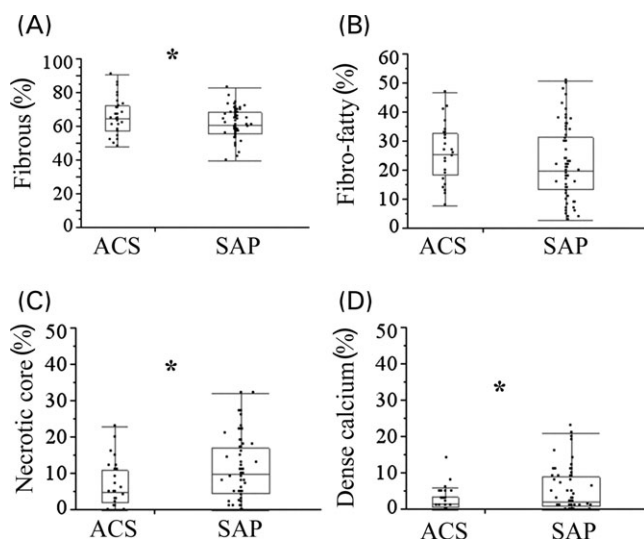 (A)
*
Fibrous (%)
100
80
60
40
20
0
ACS SAP
(B)
Fibro-fatty (%)
60
50
40
30
20
10
0
ACS SAP
(C)
*
Necrotic core (%)
50
40
30
20
10
0
ACS SAP
(D)
*
Dense calcium (%)
50
40
30
20
10
0
ACS SAP